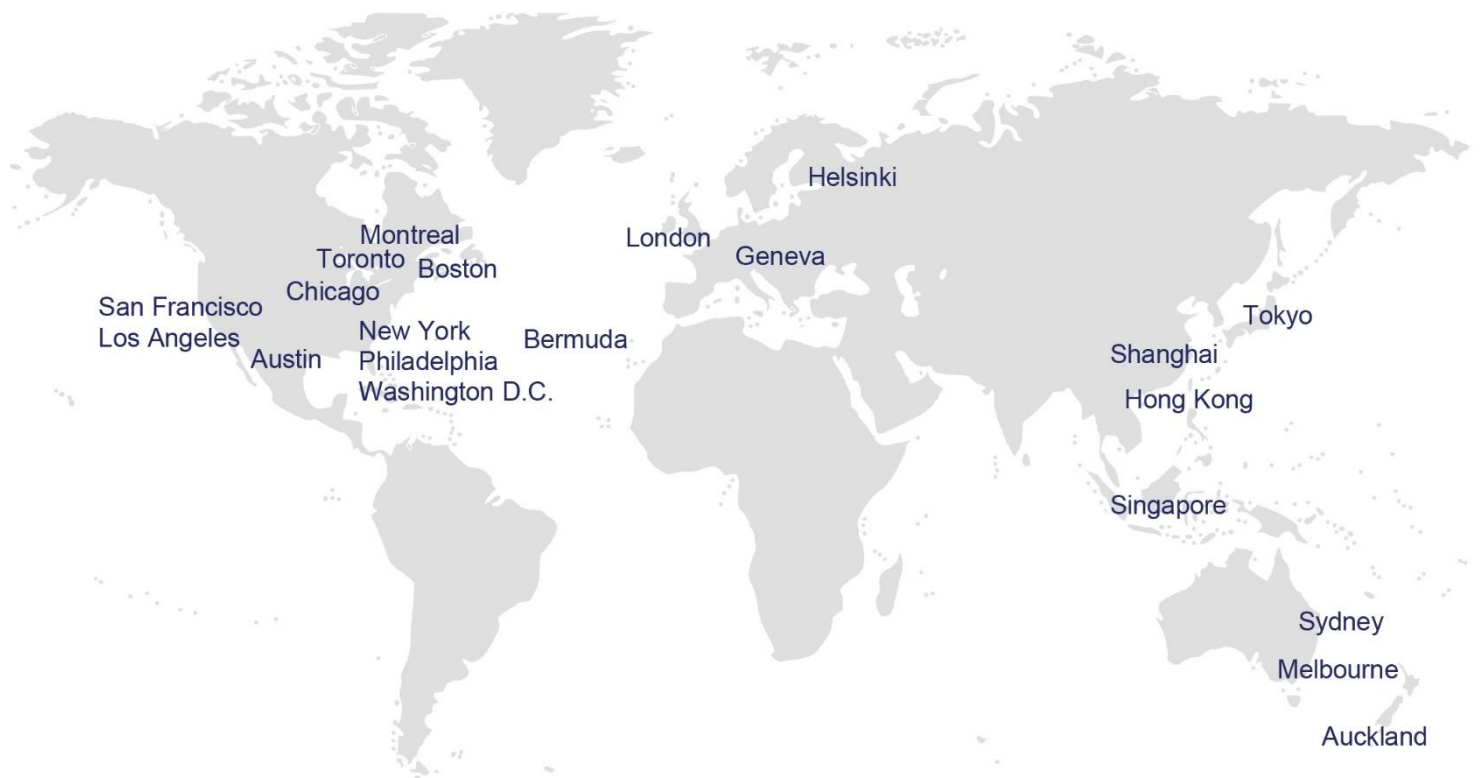 Helsinki
Montreal
London
Toronto
Geneva
Boston
Chicago
San Francisco
Los Angeles
Tokyo
New York
Philadelphia
Washington D.C.
Bermuda
Austin
Shanghai
Hong Kong
Singapore
Sydney
Melbourne
Auckland